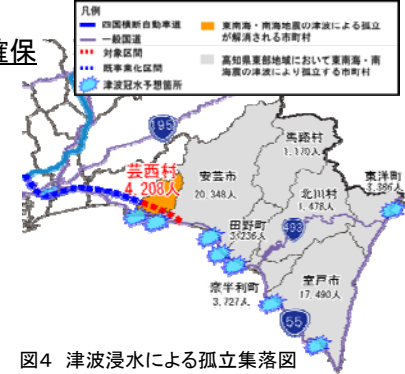 確保
凡例
四国横断自動車道
一般国道
対象区間
既事業化区間
津波冠水予想箇所
東南海・南海地震の津波による孤立
が解消される市町村
高知県東部地域において東南海・南
海震の津波により孤立する市町村
195
馬路村
1,170人
芸西村
4,208人
安芸市
20,348人
東洋町
3,386人
北川村
1,478人
田野町
3,236人
493
奈半利町
3,727人
室戸市
17,490人
55
図4 津波浸水による孤立集落図